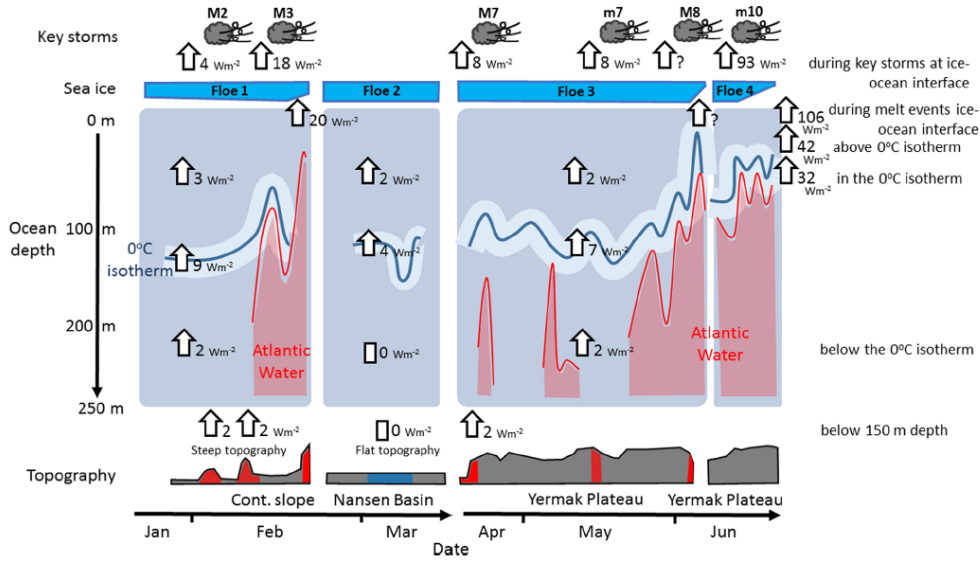 M2 M3 M7 m7 M8 m10
Key storms
4 Wm-2 18 Wm-2 8 Wm-2 8 Wm-2 ? 93 Wm-2
during key storms at ice-
ocean interface
Sea ice
Floe 1 Floe 2 Floe 3 Floe 4
0 m
20 Wm-2 ? 106 Wm-2
during melt events ice-
ocean interface
42 Wm-2
above 0ºC isotherm
3 Wm-2 2 Wm-2 2 Wm-2 32 Wm-2
in the 0ºC isotherm
Ocean
depth
100 m
0ºC
isotherm
9 Wm-2 4 Wm-2 7 Wm-2
200 m
2 Wm-2 0 Wm-2 2 Wm-2
Atlantic
Water
Atlantic
Water
below the 0ºC isotherm
250 m
2 2 Wm-2 0 Wm-2 2 Wm-2
below 150 m depth
Steep topography Flat topography
Topography
Cont. slope Nansen Basin Yermak Plateau Yermak Plateau
Jan Feb Mar Apr May Jun
Date